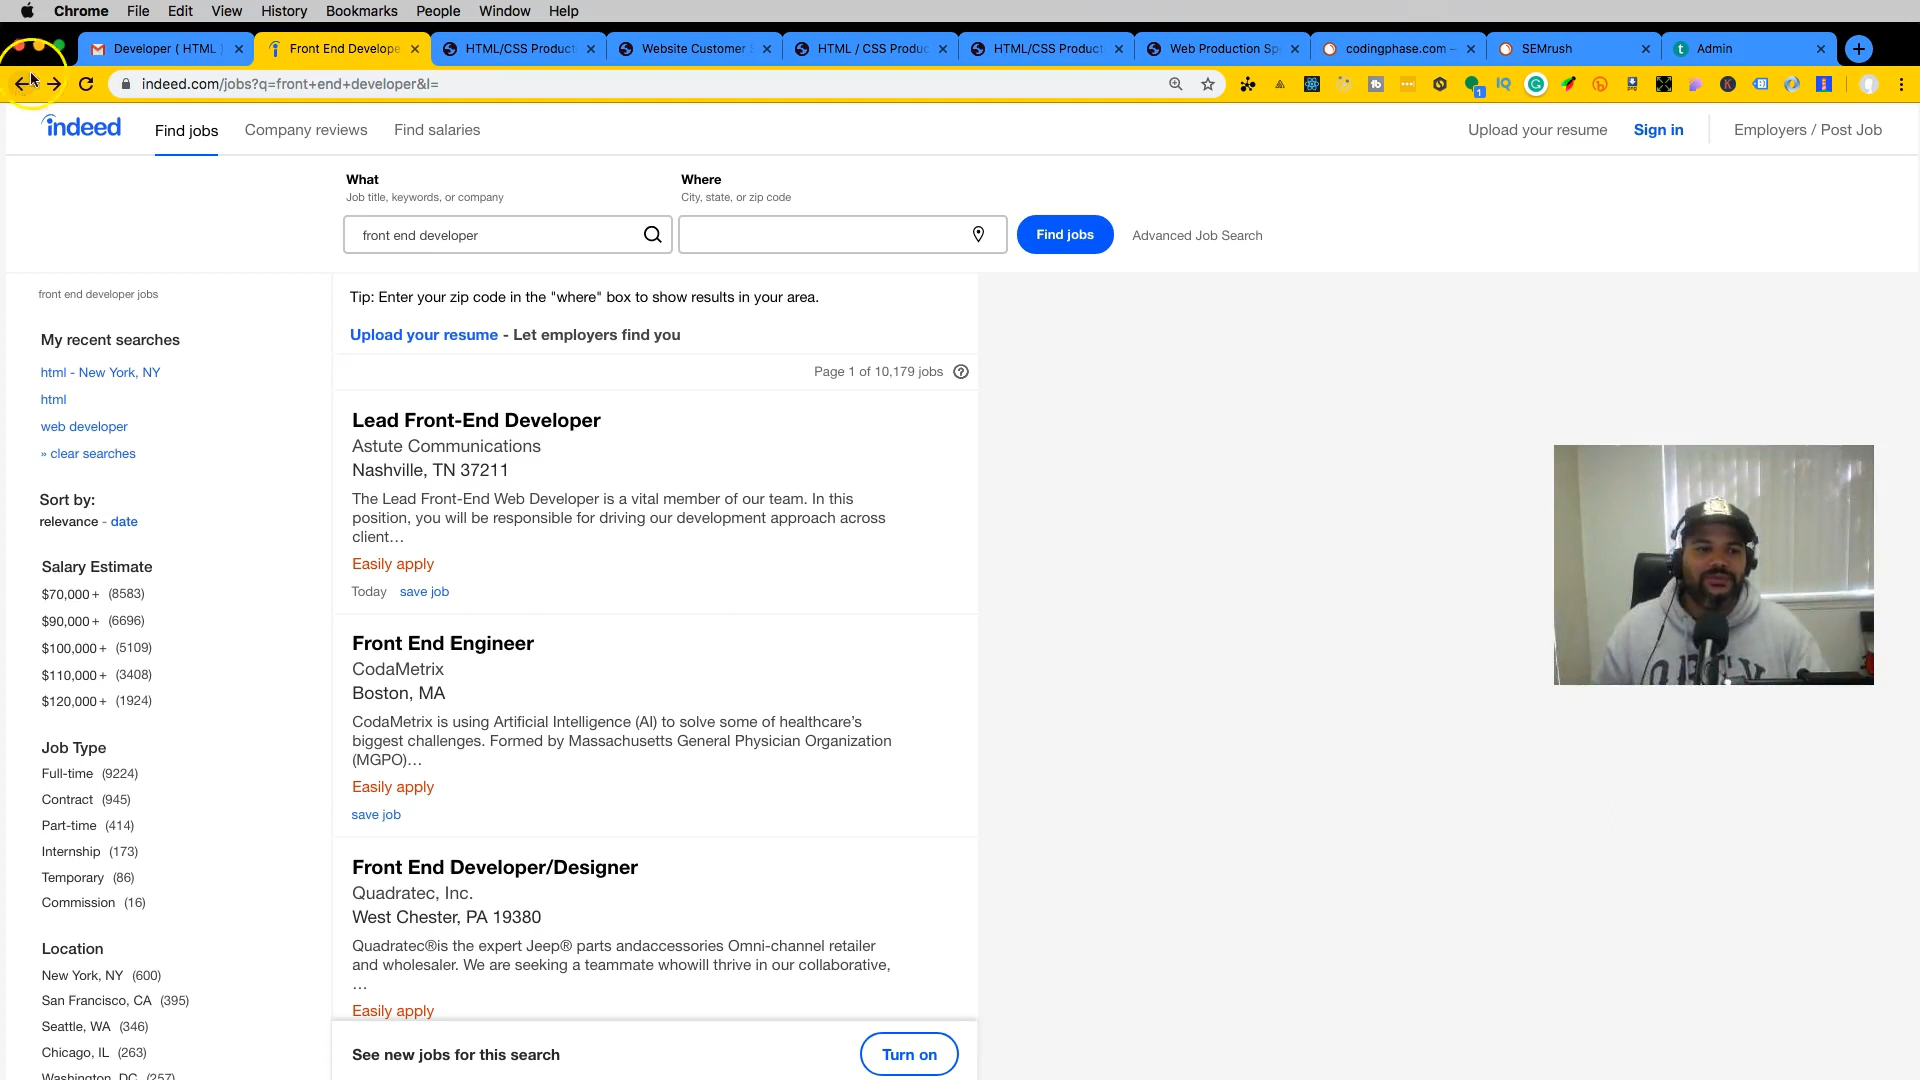 Chrome File Edit View History Bookmarks People Window Help
Developer ( HTML
Front End Develope
HTML/CSS Product
Website Customer
HTML / CSS Produc
HTML/CSS Product
Web Production Sp
codingphase.com –
SEMrush
Admin
indeed.com/jobs?q=front+end+developer&l=
indeed
Find jobs
Company reviews
Find salaries
Upload your resume
Sign in
Employers / Post Job
What
Job title, keywords, or company
Where
City, state, or zip code
front end developer
Find jobs
Advanced Job Search
front end developer jobs
My recent searches
html - New York, NY
html
web developer
» clear searches
Sort by:
relevance - date
Salary Estimate
$70,000+ (8583)
$90,000+ (6696)
$100,000+ (5109)
$110,000+ (3408)
$120,000+ (1924)
Job Type
Full-time (9224)
Contract (945)
Part-time (414)
Internship (173)
Temporary (86)
Commission (16)
Location
New York, NY (600)
San Francisco, CA (395)
Seattle, WA (346)
Chicago, IL (263)
Washington, DC (257)
Tip: Enter your zip code in the "where" box to show results in your area.
Upload your resume - Let employers find you
Page 1 of 10,179 jobs
Lead Front-End Developer
Astute Communications
Nashville, TN 37211
The Lead Front-End Web Developer is a vital member of our team. In this
position, you will be responsible for driving our development approach across
client…
Easily apply
Today save job
Front End Engineer
CodaMetrix
Boston, MA
CodaMetrix is using Artificial Intelligence (AI) to solve some of healthcare’s
biggest challenges. Formed by Massachusetts General Physician Organization
(MGPO)…
Easily apply
save job
Front End Developer/Designer
Quadratec, Inc.
West Chester, PA 19380
Quadratec®is the expert Jeep® parts andaccessories Omni-channel retailer
and wholesaler. We are seeking a teammate whowill thrive in our collaborative,
…
Easily apply
See new jobs for this search
Turn on